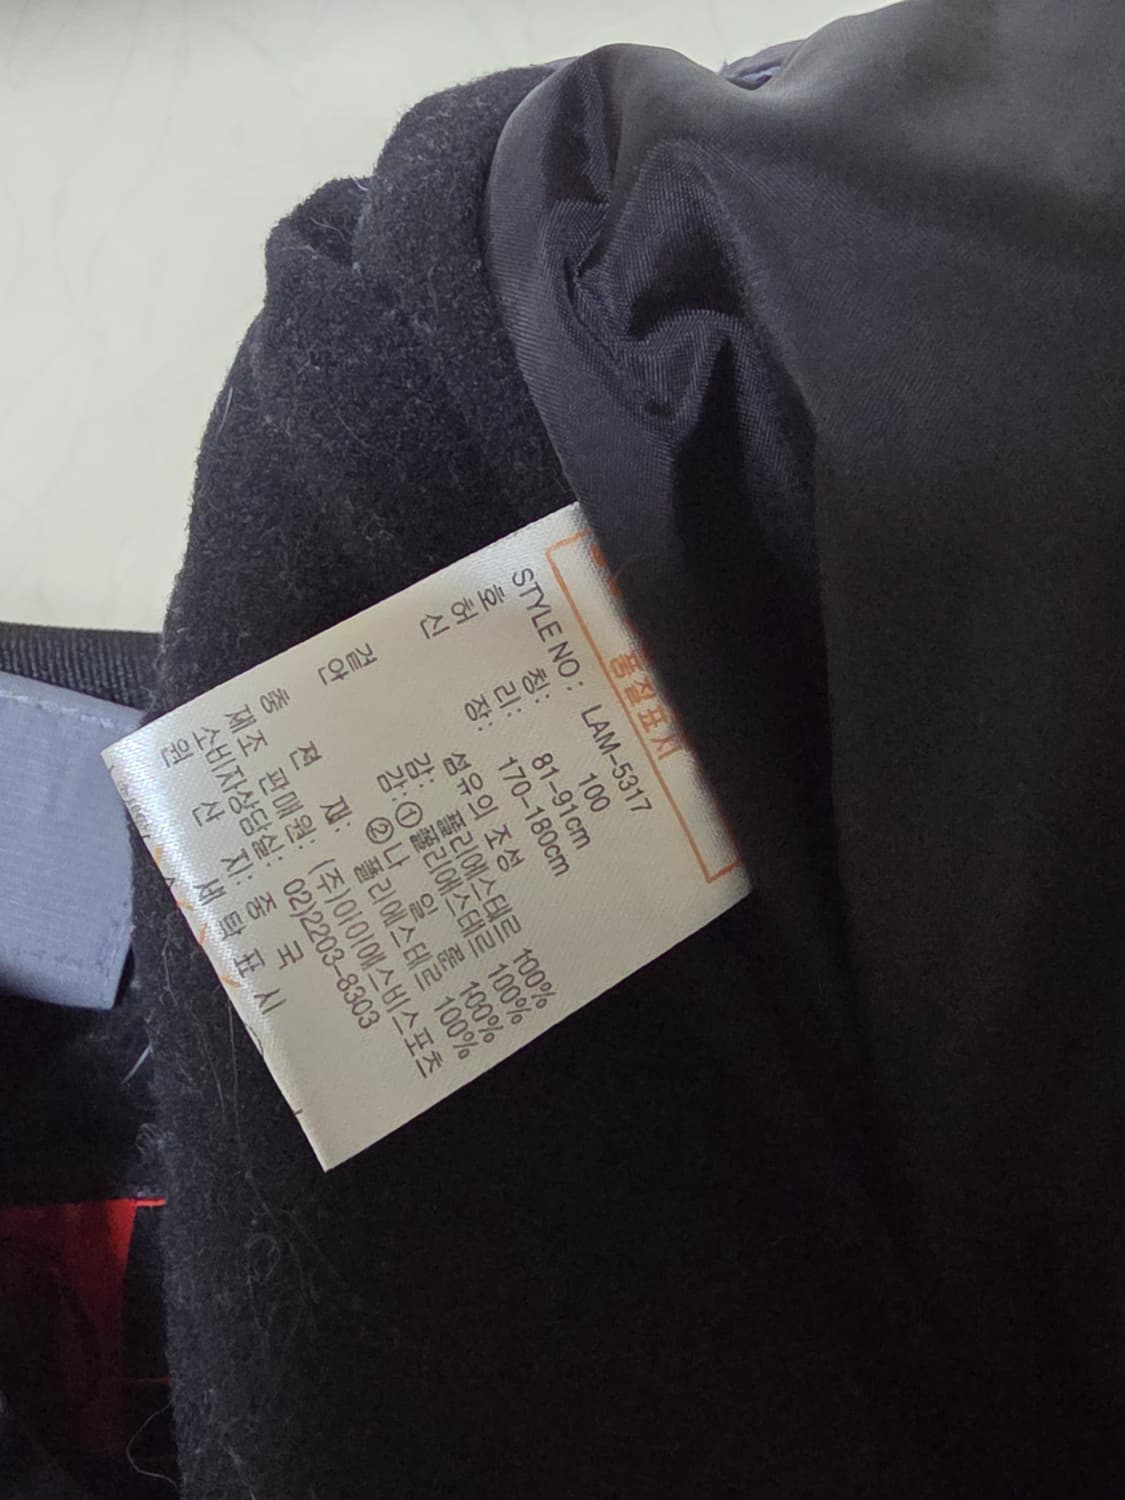 품질표시
STYLE NO: LAM-5317
호 칭: 100
허 리: 81-91cm
신 장: 170-180cm
섬유의 조성
겉 감: 폴리에스테르 100%
안 감: ① 폴리에스테르 100%
② 나 일 론 100%
충 전 재: 폴리에스테르 100%
제조 판매원: (주)아이에스비스포츠
소비자상담실: 02)2203-8303
원 산 지: 중 국
세 탁 표 시